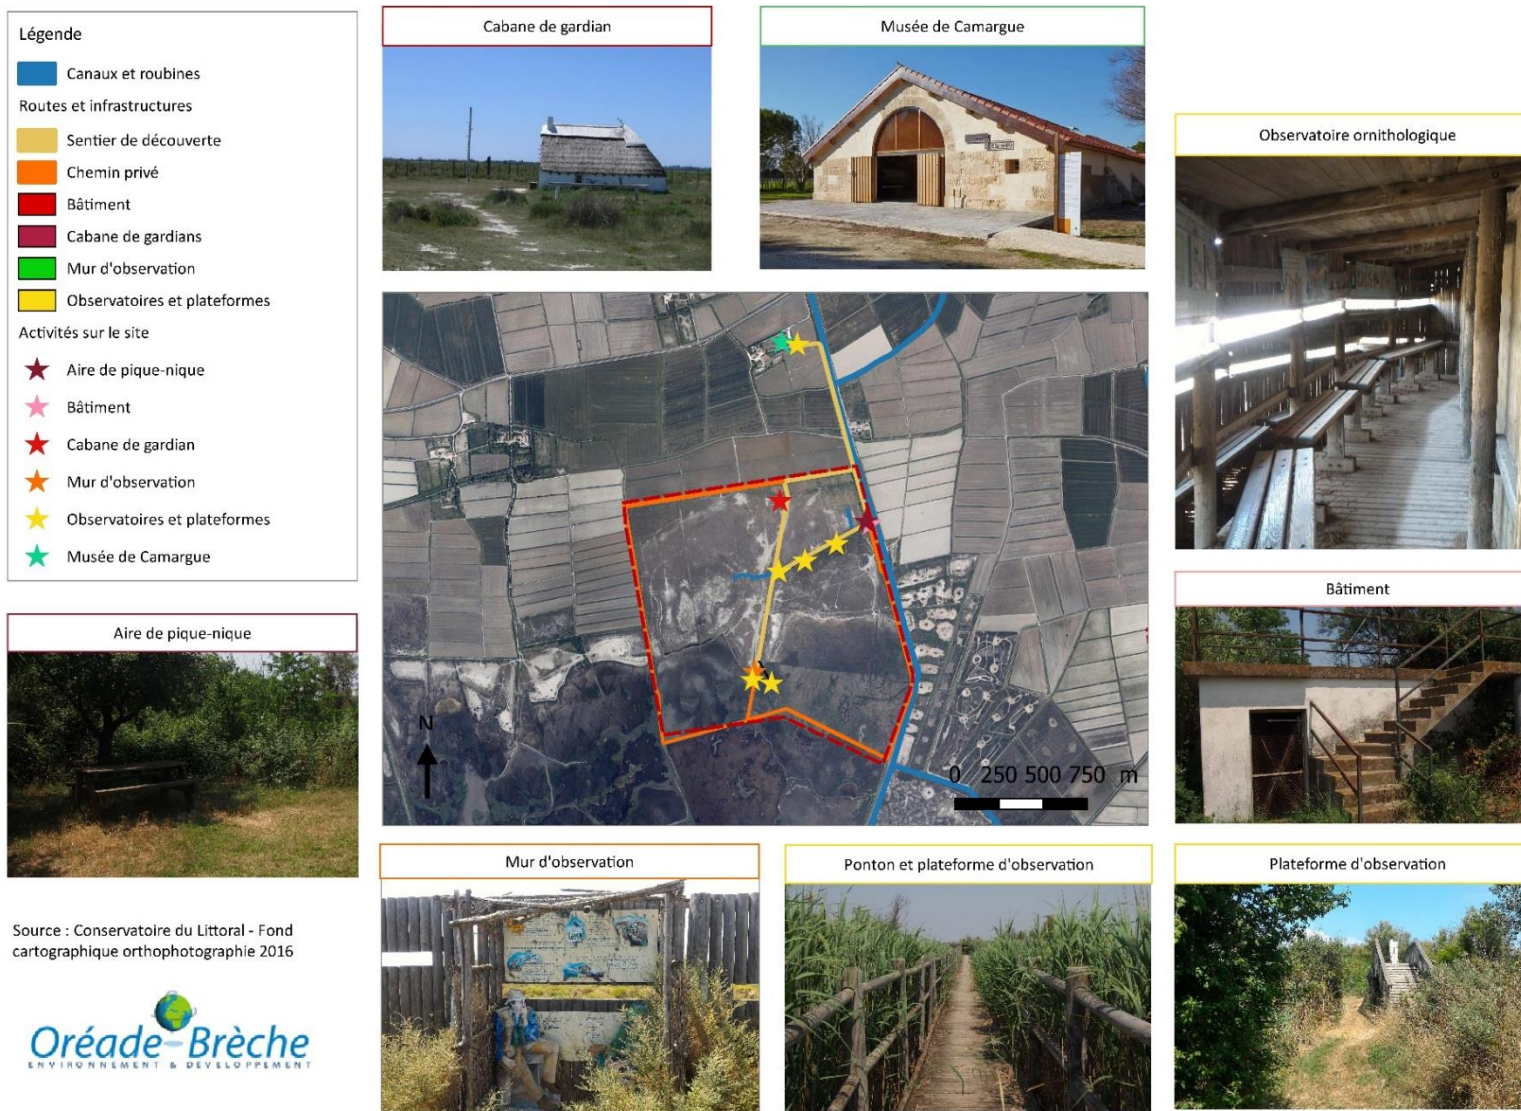 Légende
Canaux et roubines
Routes et infrastructures
Sentier de découverte
Chemin privé
Bâtiment
Cabane de gardians
Mur d'observation
Observatoires et plateformes
Activités sur le site
Aire de pique-nique
Bâtiment
Cabane de gardian
Mur d'observation
Observatoires et plateformes
Musée de Camargue
Cabane de gardian
Musée de Camargue
Observatoire ornithologique
N
0 250 500 750 m
Aire de pique-nique
Bâtiment
Mur d'observation
Ponton et plateforme d'observation
Plateforme d'observation
Source : Conservatoire du Littoral - Fond
cartographique orthophotographie 2016
Oréade-Brèche
ENVIRONNEMENT & DEVELOPPEMENT